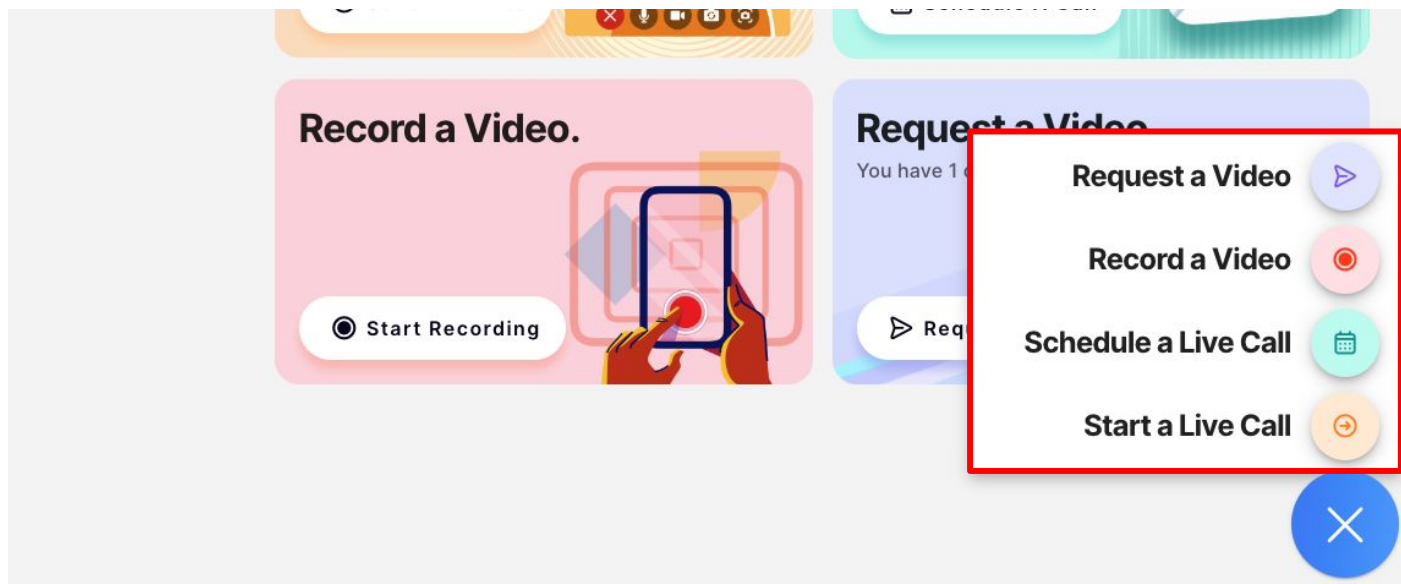 Record a Video.
Start Recording
Request a Video
You have 1
Requ
Request a Video
Record a Video
Schedule a Live Call
Start a Live Call